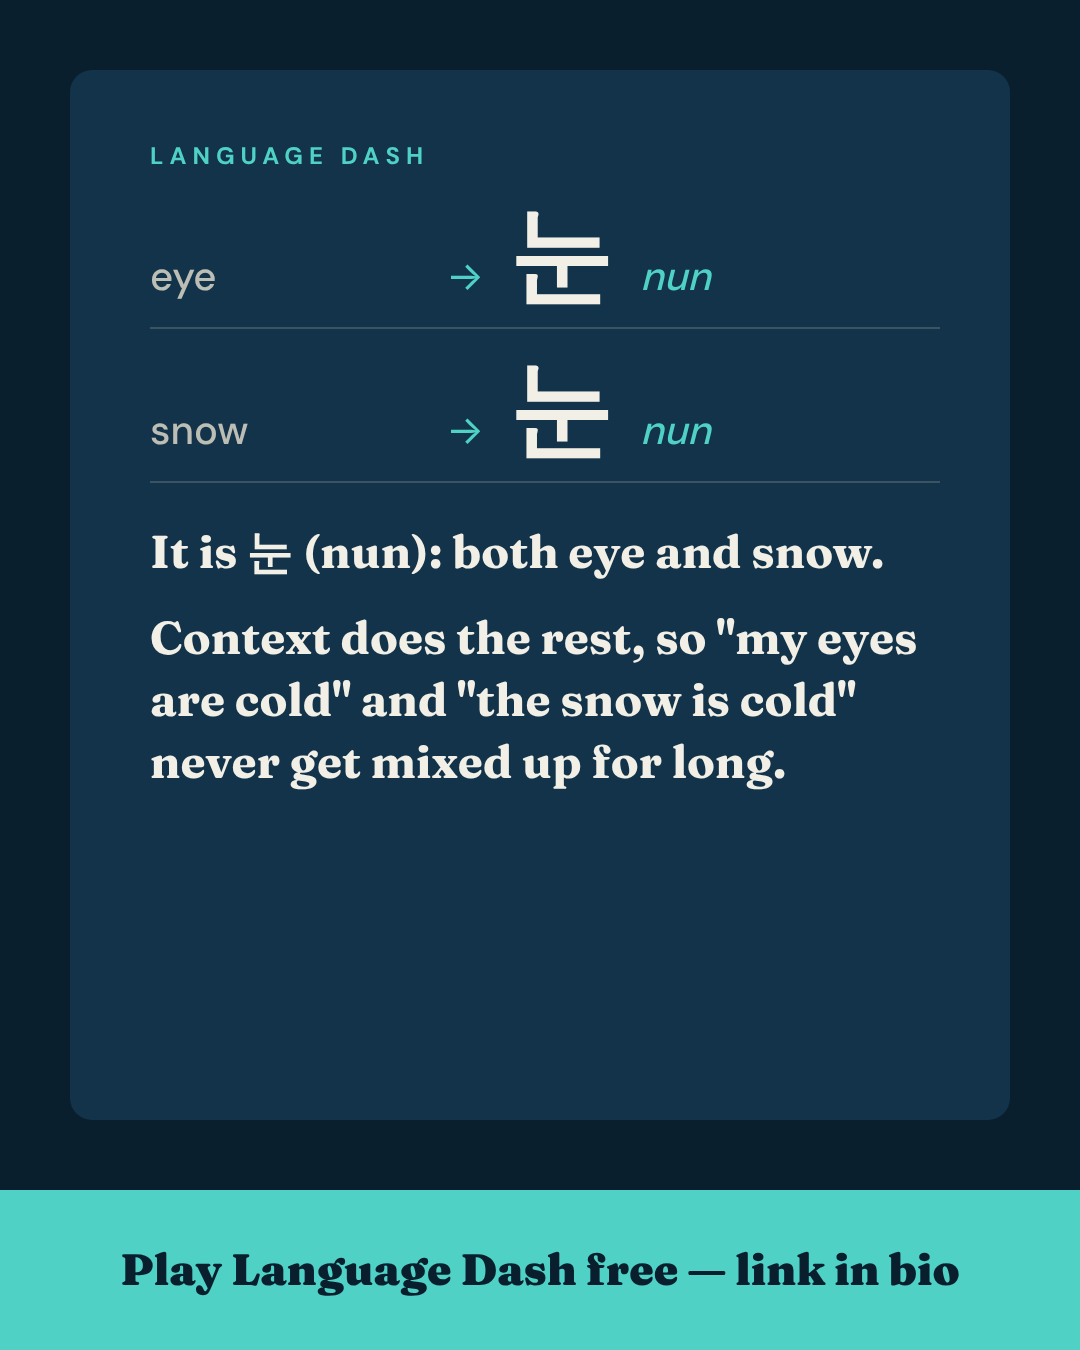 LANGUAGE DASH
eye → 눈 nun
snow → 눈 nun
It is 눈 (nun): both eye and snow.
Context does the rest, so "my eyes
are cold" and "the snow is cold"
never get mixed up for long.
Play Language Dash free — link in bio